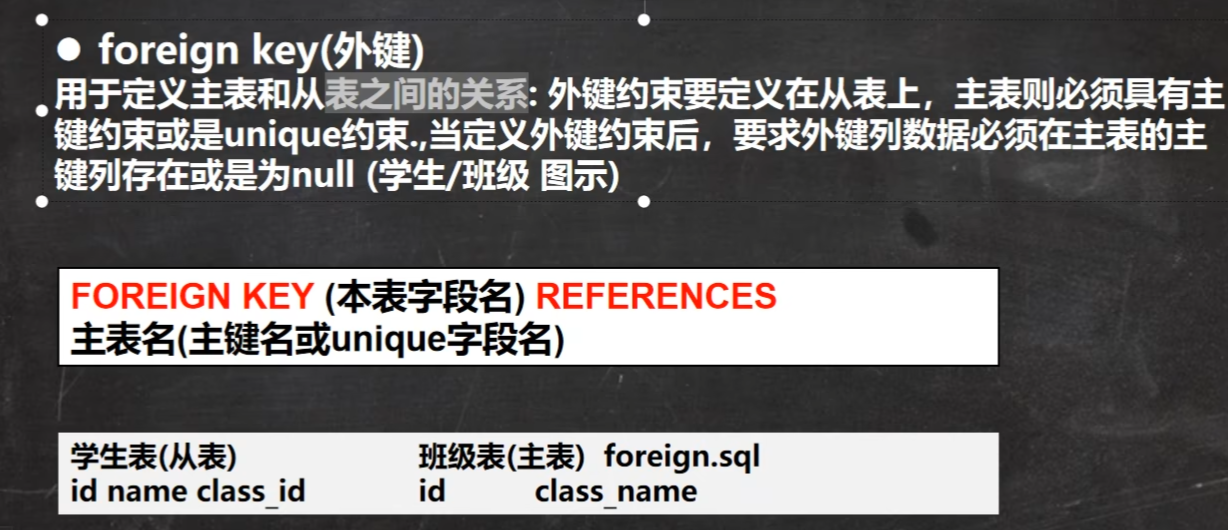 ● foreign key(外键)
用于定义主表和从表之间的关系: 外键约束要定义在从表上，主表则必须具有主
键约束或是unique约束.,当定义外键约束后，要求外键列数据必须在主表的主
键列存在或是为null (学生/班级 图示)
FOREIGN KEY (本表字段名) REFERENCES
主表名(主键名或unique字段名)
学生表(从表) 班级表(主表) foreign.sql
id name class_id id class_name